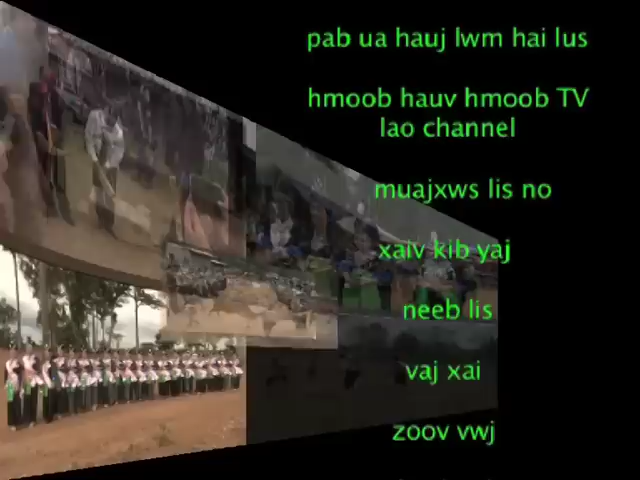 pab ua hauj lwm hai lus
hmoob hauv hmoob TV
lao channel
muajxws lis no
xaiv kib yaj
neeb lis
vaj xai
zoov vwj